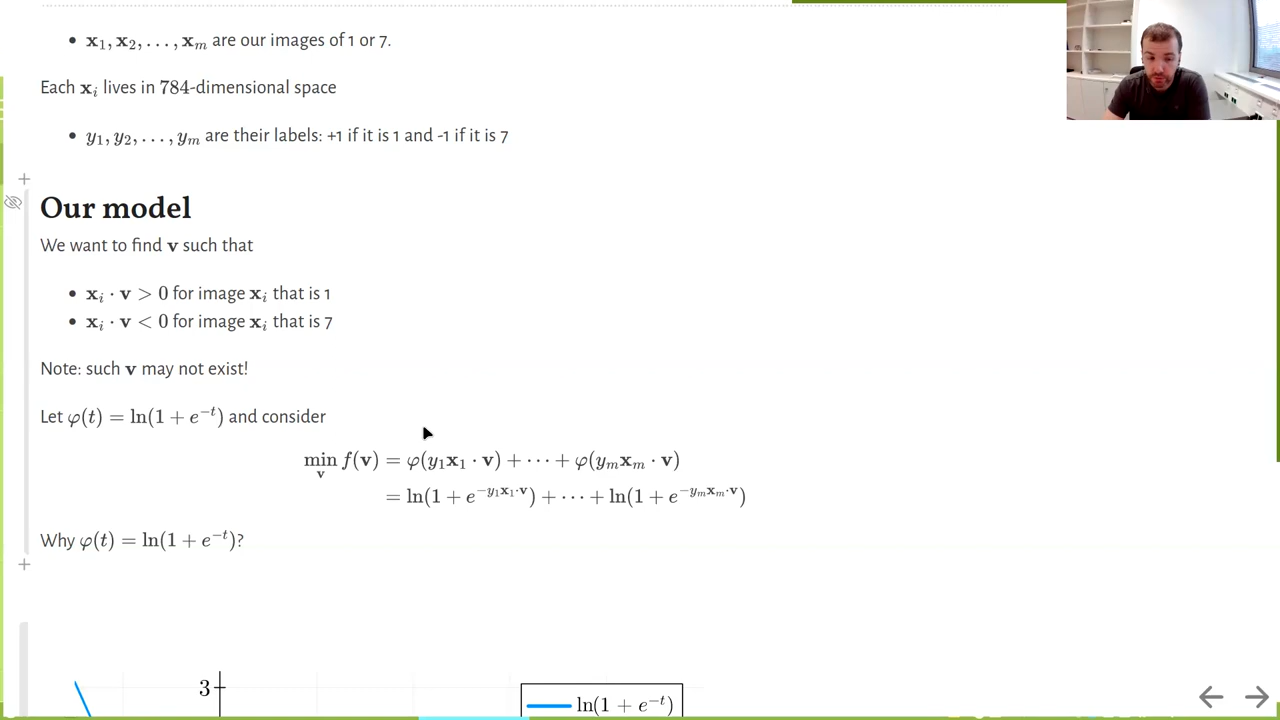 • x₁, x₂, …, xₘ are our images of 1 or 7.
Each xᵢ lives in 784-dimensional space
• y₁, y₂, …, yₘ are their labels: +1 if it is 1 and -1 if it is 7
Our model
We want to find v such that
• xᵢ · v > 0 for image xᵢ that is 1
• xᵢ · v < 0 for image xᵢ that is 7
Note: such v may not exist!
Let φ(t) = ln(1 + e^{−t}) and consider
min_v f(v) = φ(y₁x₁ · v) + ⋯ + φ(yₘxₘ · v)
= ln(1 + e^{−y₁x₁·v}) + ⋯ + ln(1 + e^{−yₘxₘ·v})
Why φ(t) = ln(1 + e^{−t})?
3
ln(1 + e^{−t})